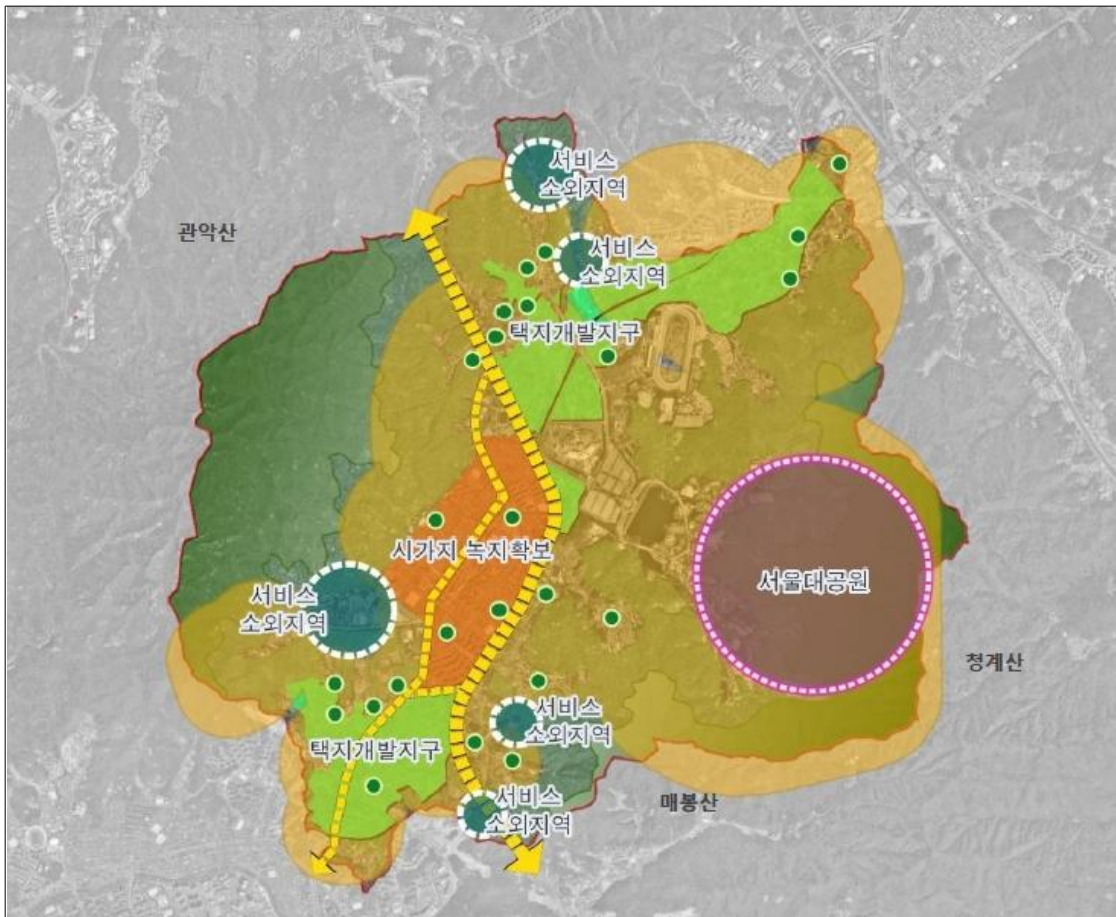 서비스
소외지역
관악산
서비스
소외지역
택지개발지구
시가지 녹지확보
서울대공원
서비스
소외지역
청계산
서비스
소외지역
택지개발지구
매봉산
서비스
소외지역